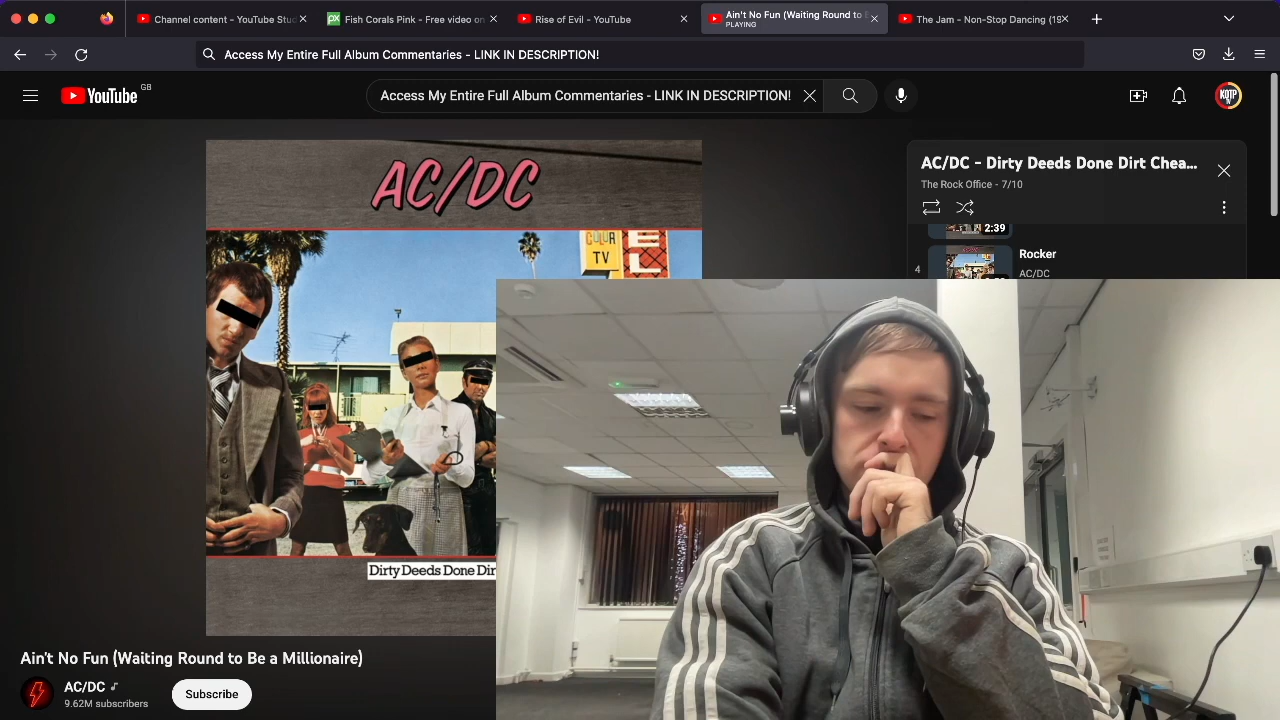 Channel content - YouTube Stud
Fish Corals Pink - Free video on
Rise of Evil - YouTube
Ain't No Fun (Waiting Round to B
PLAYING
The Jam - Non-Stop Dancing (19
Access My Entire Full Album Commentaries - LINK IN DESCRIPTION!
YouTube GB
Access My Entire Full Album Commentaries - LINK IN DESCRIPTION!
KOTP
AC/DC
COLOR
TV
E
L
Dirty Deeds Done Dir
AC/DC - Dirty Deeds Done Dirt Chea...
The Rock Office - 7/10
2:39
4
Rocker
AC/DC
Ain't No Fun (Waiting Round to Be a Millionaire)
AC/DC
9.62M subscribers
Subscribe